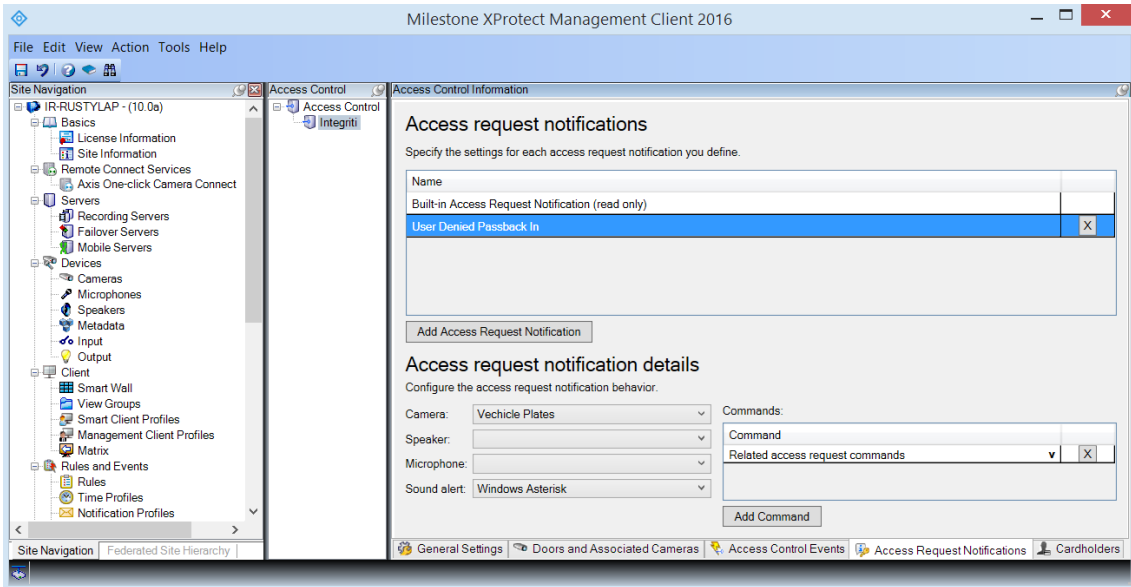 Milestone XProtect Management Client 2016
File Edit View Action Tools Help
Site Navigation
IR-RUSTYLAP - (10.0a)
Basics
License Information
Site Information
Remote Connect Services
Axis One-click Camera Connect
Servers
Recording Servers
Failover Servers
Mobile Servers
Devices
Cameras
Microphones
Speakers
Metadata
Input
Output
Client
Smart Wall
View Groups
Smart Client Profiles
Management Client Profiles
Matrix
Rules and Events
Rules
Time Profiles
Notification Profiles
Site Navigation Federated Site Hierarchy
Access Control
Access Control
Integriti
Access Control Information
Access request notifications
Specify the settings for each access request notification you define.
Name
Built-in Access Request Notification (read only)
User Denied Passback In X
Add Access Request Notification
Access request notification details
Configure the access request notification behavior.
Camera: Vechicle Plates
Speaker:
Microphone:
Sound alert: Windows Asterisk
Commands:
Command
Related access request commands v X
Add Command
General Settings Doors and Associated Cameras Access Control Events Access Request Notifications Cardholders